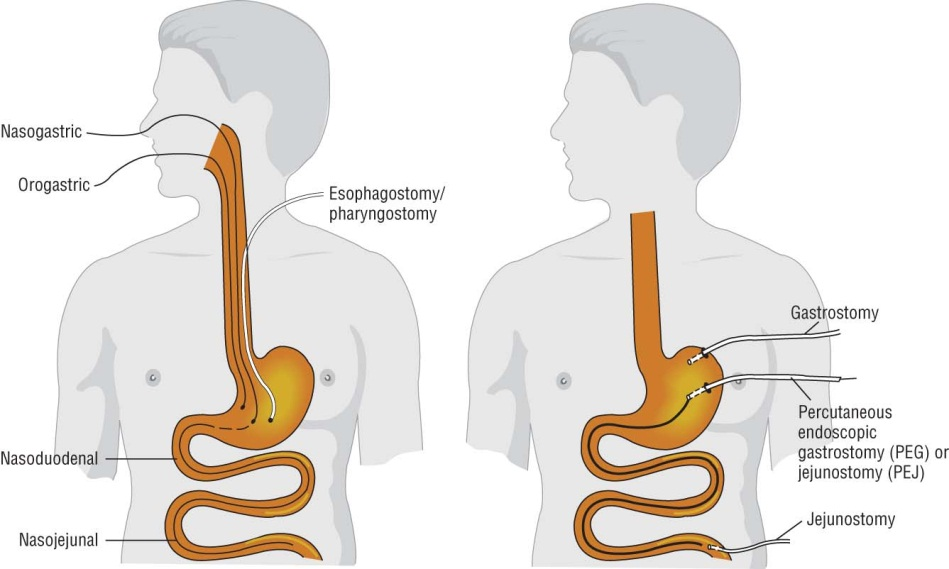 Nasogastric
Orogastric
Esophagostomy/
pharyngostomy
Nasoduodenal
Nasojejunal
Gastrostomy
Percutaneous
endoscopic
gastrostomy (PEG) or
jejunostomy (PEJ)
Jejunostomy